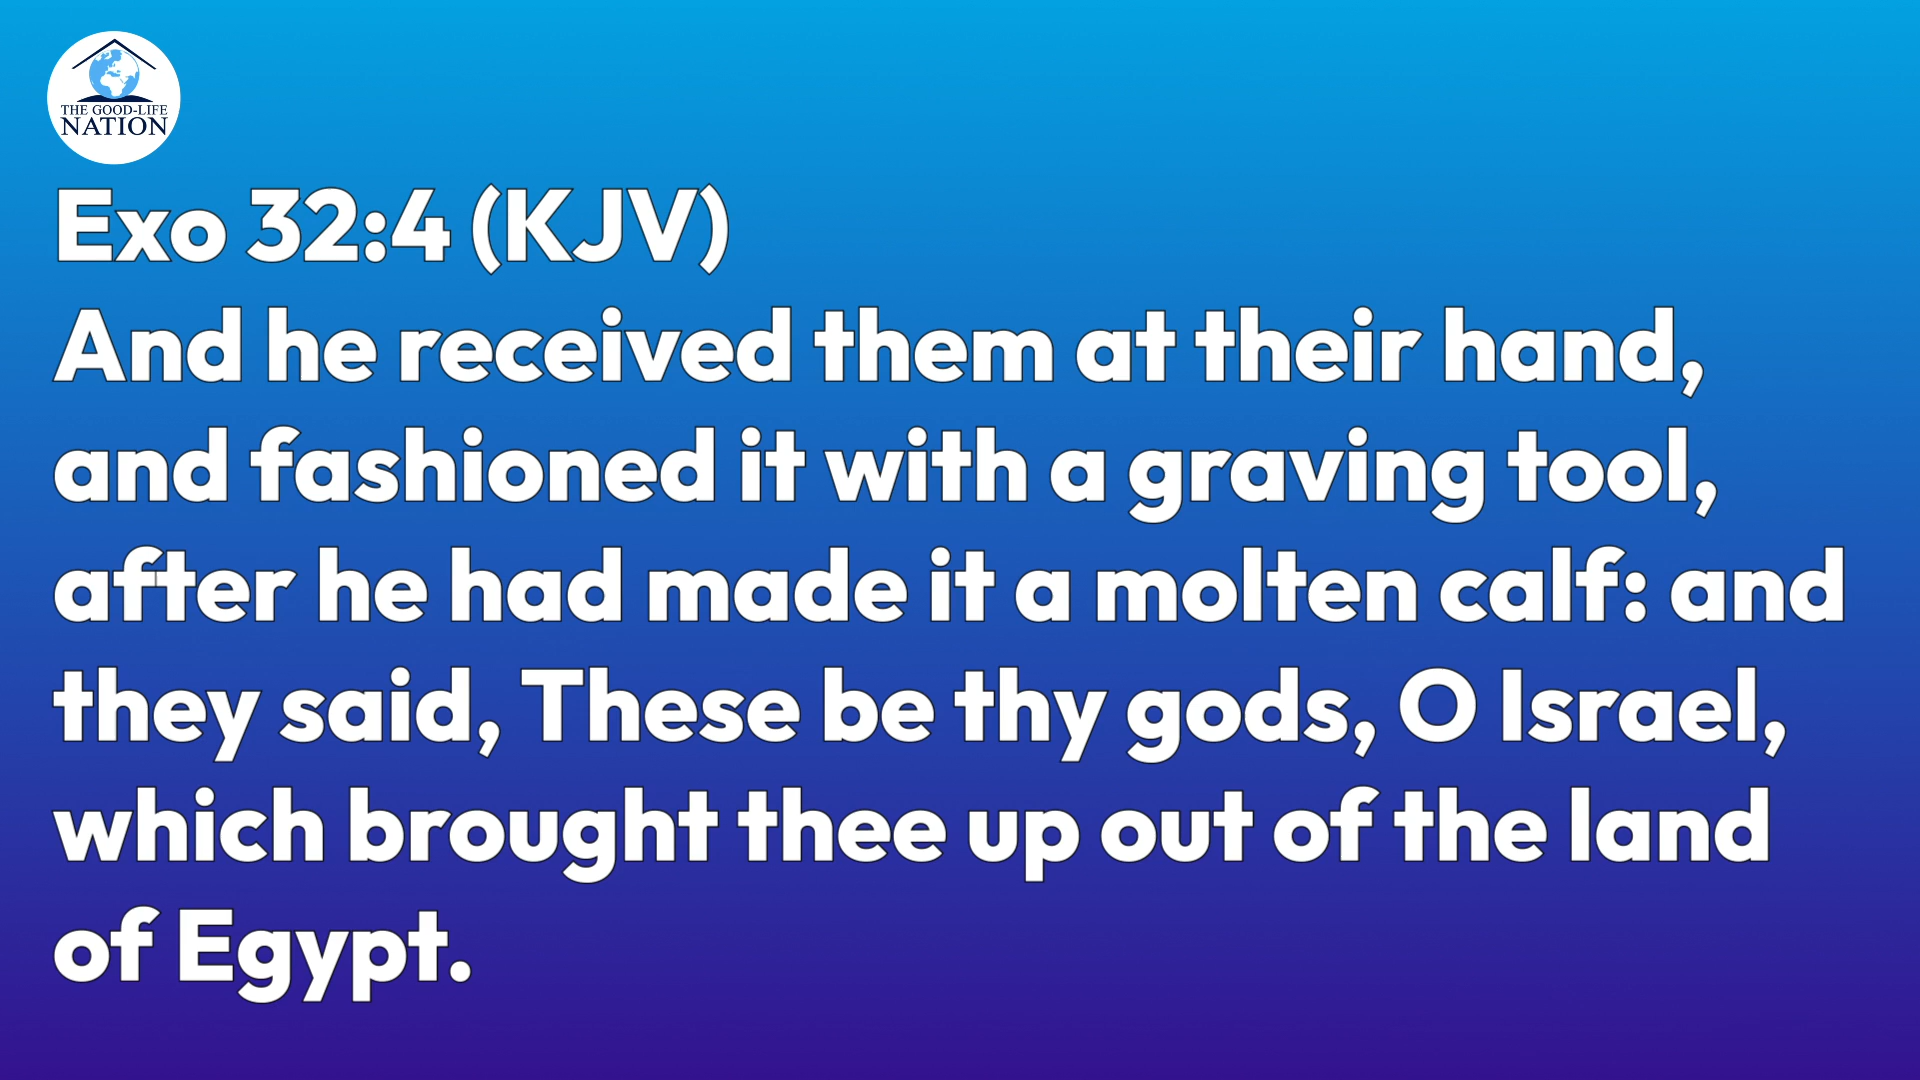 THE GOOD-LIFE
NATION
Exo 32:4 (KJV)
And he received them at their hand,
and fashioned it with a graving tool,
after he had made it a molten calf: and
they said, These be thy gods, O Israel,
which brought thee up out of the land
of Egypt.